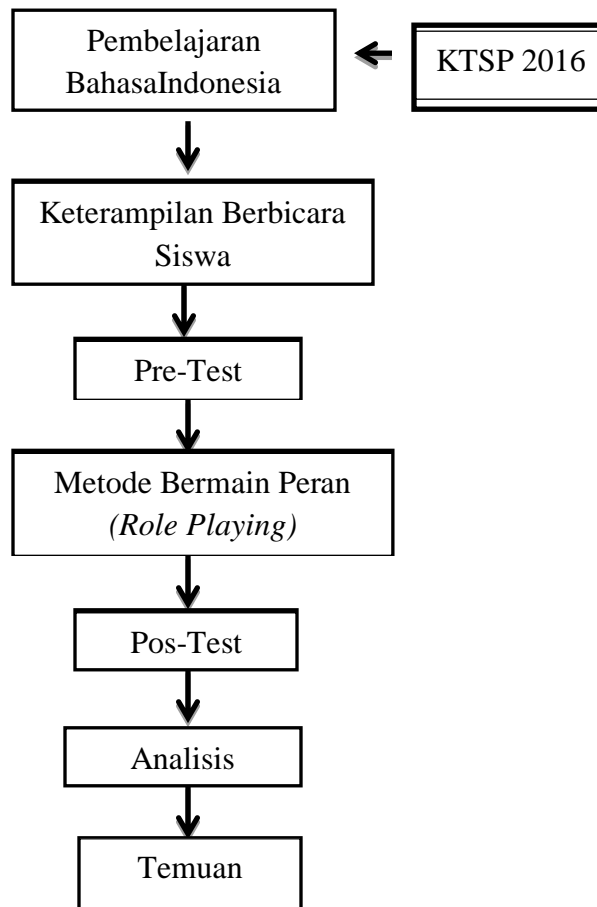 Pembelajaran
BahasaIndonesia
KTSP 2016
Keterampilan Berbicara
Siswa
Pre-Test
Metode Bermain Peran
(Role Playing)
Pos-Test
Analisis
Temuan